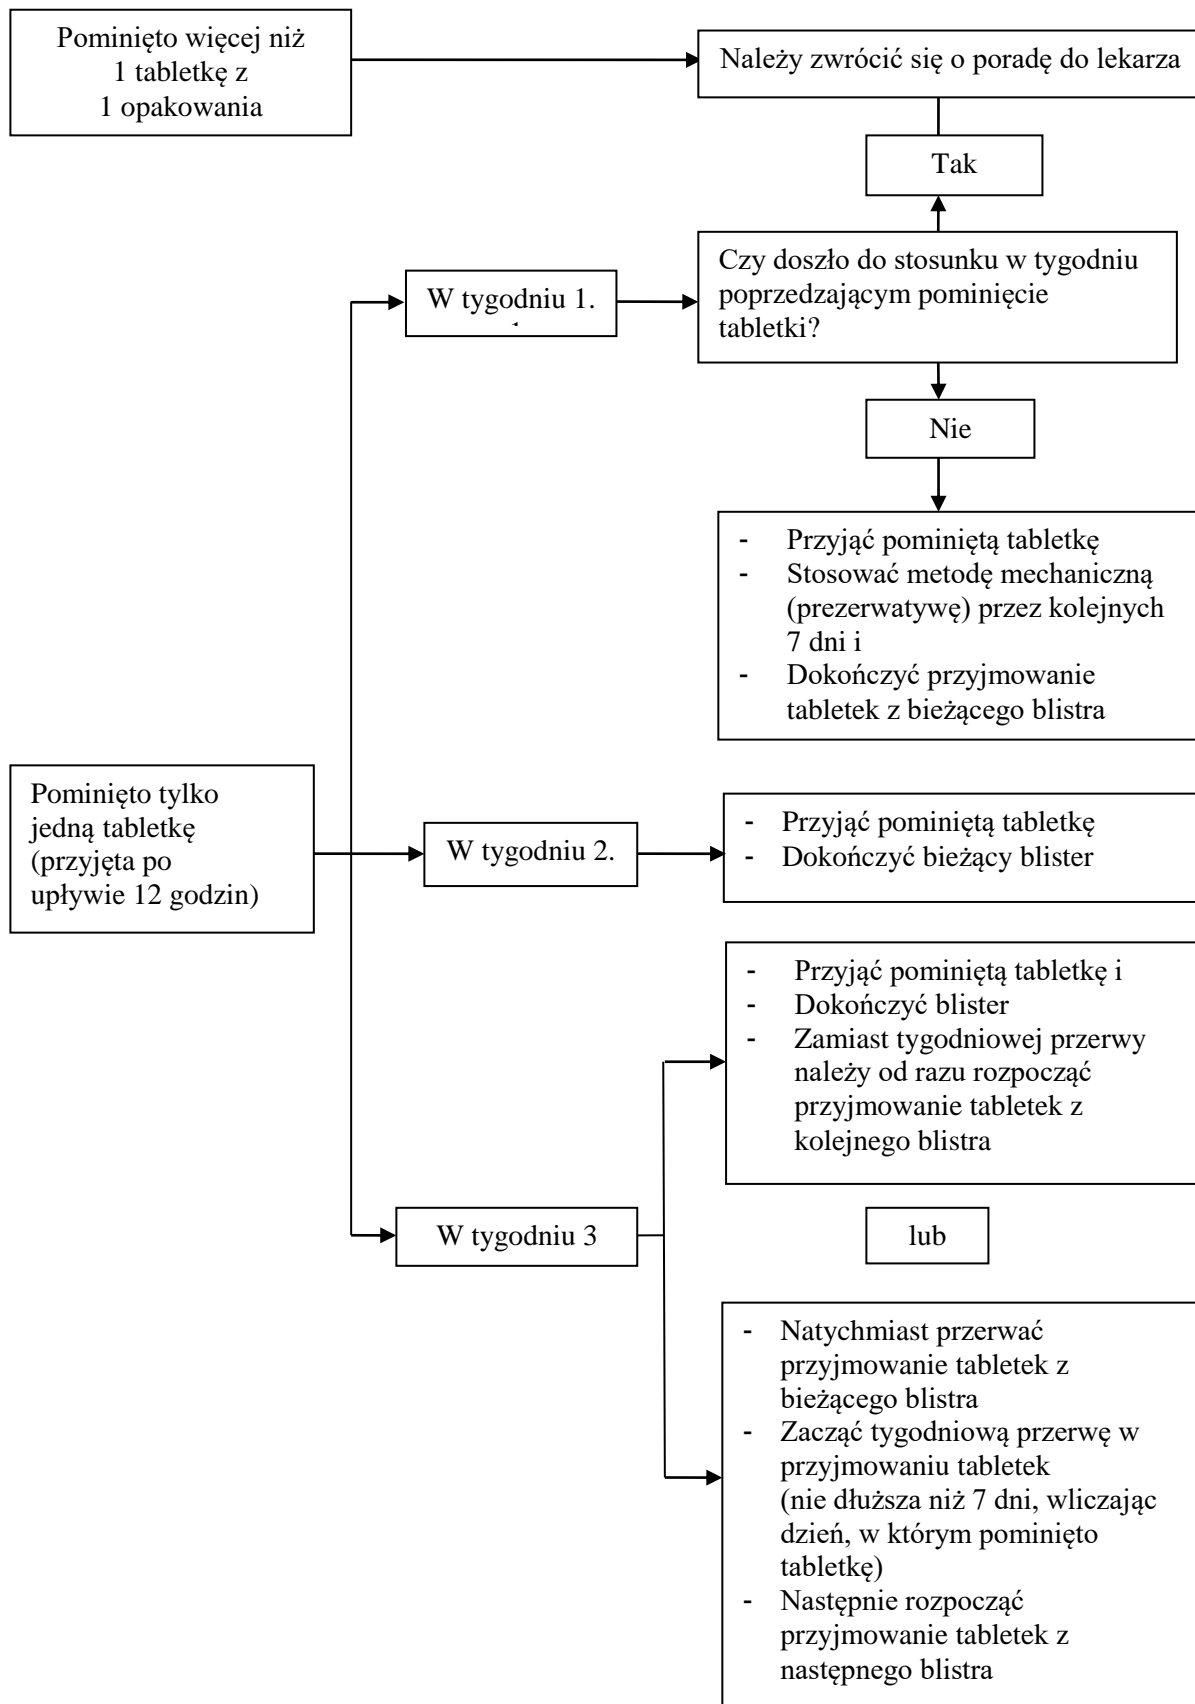 Pominięto więcej niż
1 tabletkę z
1 opakowania
Należy zwrócić się o poradę do lekarza
Tak
Czy doszło do stosunku w tygodniu
poprzedzającym pominięcie
tabletki?
W tygodniu 1.
Nie
- Przyjąć pominiętą tabletkę
- Stosować metodę mechaniczną
(prezerwatywę) przez kolejnych
7 dni i
- Dokończyć przyjmowanie
tabletek z bieżącego blistra
Pominięto tylko
jedną tabletkę
(przyjęta po
upływie 12 godzin)
W tygodniu 2.
- Przyjąć pominiętą tabletkę
- Dokończyć bieżący blister
- Przyjąć pominiętą tabletkę i
- Dokończyć blister
- Zamiast tygodniowej przerwy
należy od razu rozpocząć
przyjmowanie tabletek z
kolejnego blistra
W tygodniu 3
lub
- Natychmiast przerwać
przyjmowanie tabletek z
bieżącego blistra
- Zacząć tygodniową przerwę w
przyjmowaniu tabletek
(nie dłuższa niż 7 dni, wliczając
dzień, w którym pominięto
tabletkę)
- Następnie rozpocząć
przyjmowanie tabletek z
następnego blistra